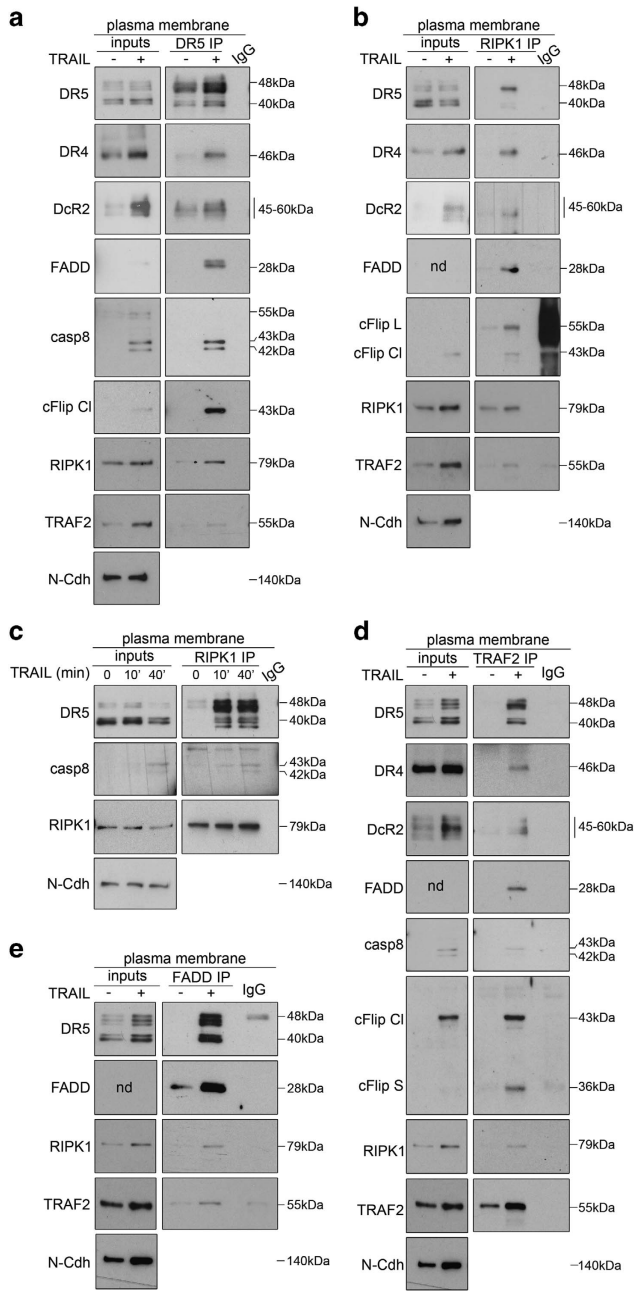 a
plasma membrane
inputs DR5 IP IgG
TRAIL - + - +
DR5 48kDa
40kDa
DR4 46kDa
DcR2 45-60kDa
FADD 28kDa
casp8 55kDa
43kDa
42kDa
cFlip Cl 43kDa
RIPK1 79kDa
TRAF2 55kDa
N-Cdh 140kDa
b
plasma membrane
inputs RIPK1 IP IgG
TRAIL - + - +
DR5 48kDa
40kDa
DR4 46kDa
DcR2 45-60kDa
FADD nd 28kDa
cFlip L 55kDa
cFlip Cl 43kDa
RIPK1 79kDa
TRAF2 55kDa
N-Cdh 140kDa
c
plasma membrane
inputs RIPK1 IP IgG
TRAIL (min) 0 10' 40' 0 10' 40'
DR5 48kDa
40kDa
casp8 43kDa
42kDa
RIPK1 79kDa
N-Cdh 140kDa
d
plasma membrane
inputs TRAF2 IP IgG
TRAIL - + - +
DR5 48kDa
40kDa
DR4 46kDa
DcR2 45-60kDa
FADD nd 28kDa
casp8 43kDa
42kDa
cFlip Cl 43kDa
cFlip S 36kDa
RIPK1 79kDa
TRAF2 55kDa
N-Cdh 140kDa
e
plasma membrane
inputs FADD IP IgG
TRAIL - + - +
DR5 48kDa
40kDa
FADD nd 28kDa
RIPK1 79kDa
TRAF2 55kDa
N-Cdh 140kDa